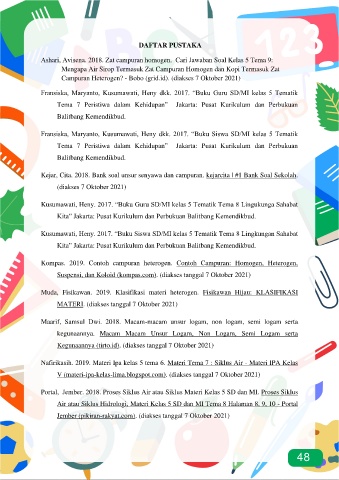 DAFTAR PUSTAKA
Ashari, Avisena. 2018. Zat campuran homogen. Cari Jawaban Soal Kelas 5 Tema 9:
Mengapa Air Sirop Termasuk Zat Campuran Homogen dan Kopi Termasuk Zat
Campuran Heterogen? - Bobo (grid.id). (diakses 7 Oktober 2021)
Fransiska, Maryanto, Kusumawati, Heny dkk. 2017. “Buku Guru SD/MI kelas 5 Tematik
Tema 7 Peristiwa dalam Kehidupan” Jakarta: Pusat Kurikulum dan Perbukuan
Balitbang Kemendikbud.
Fransiska, Maryanto, Kusumawati, Heny dkk. 2017. “Buku Siswa SD/MI kelas 5 Tematik
Tema 7 Peristiwa dalam Kehidupan” Jakarta: Pusat Kurikulum dan Perbukuan
Balitbang Kemendikbud.
Kejar, Cita. 2018. Bank soal unsur senyawa dan campuran. kejarcita | #1 Bank Soal Sekolah.
(diakses 7 Oktober 2021)
Kusumawati, Heny. 2017. “Buku Guru SD/MI kelas 5 Tematik Tema 8 Lingkunga Sahabat
Kita” Jakarta: Pusat Kurikulum dan Perbukuan Balitbang Kemendikbud.
Kusumawati, Heny. 2017. “Buku Siswa SD/MI kelas 5 Tematik Tema 8 Lingkungan Sahabat
Kita” Jakarta: Pusat Kurikulum dan Perbukuan Balitbang Kemendikbud.
Kompas. 2019. Contoh campuran heterogen. Contoh Campuran: Homogen, Heterogen,
Suspensi, dan Koloid (kompas.com). (diakses tanggal 7 Oktober 2021)
Muda, Fisikawan. 2019. Klasifikasi materi heterogen. Fisikawan Hijau: KLASIFIKASI
MATERI. (diakses tanggal 7 Oktober 2021)
Maarif, Samsul Dwi. 2018. Macam-macam unsur logam, non logam, semi logam serta
kegunaannya. Macam Macam Unsur Logam, Non Logam, Semi Logam serta
Kegunaannya (tirto.id). (diakses tanggal 7 Oktober 2021)
Nafirikasih. 2019. Materi ipa kelas 5 tema 6. Materi Tema 7 : Siklus Air - Materi IPA Kelas
V (materi-ipa-kelas-lima.blogspot.com). (diakses tanggal 7 Oktober 2021)
Portal, Jember. 2018. Proses Siklus Air atau Siklus Materi Kelas 5 SD dan MI. Proses Siklus
Air atau Siklus Hidrologi, Materi Kelas 5 SD dan MI Tema 8 Halaman 8, 9, 10 - Portal
Jember (pikiran-rakyat.com). (diakses tanggal 7 Oktober 2021)
48